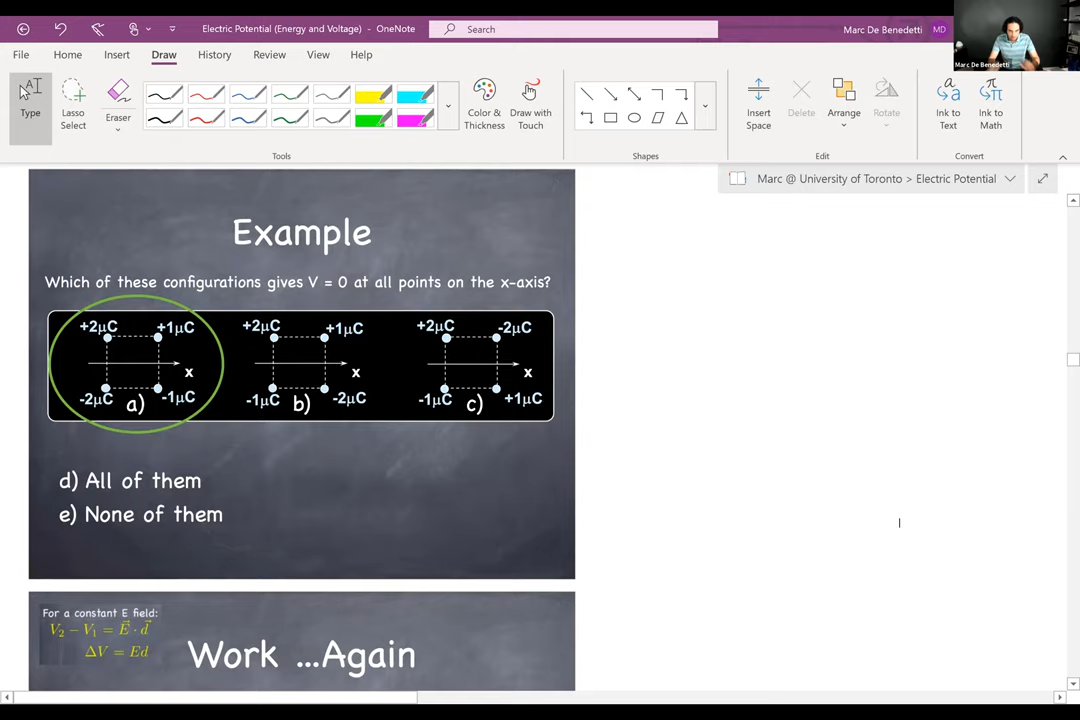 Electric Potential (Energy and Voltage) - OneNote
Search
Marc De Benedetti
MD
Marc De Benedetti
File
Home
Insert
Draw
History
Review
View
Help
Type
Lasso Select
Eraser
Color & Thickness
Draw with Touch
Insert Space
Delete
Arrange
Rotate
Ink to Text
Ink to Math
Tools
Shapes
Edit
Convert
Marc @ University of Toronto > Electric Potential
Example
Which of these configurations gives V = 0 at all points on the x-axis?
+2μC +1μC +2μC +1μC +2μC -2μC
x x x
-2μC a) -1μC -1μC b) -2μC -1μC c) +1μC
d) All of them
e) None of them
For a constant E field:
V₂ − V₁ = E⃗ · d⃗
ΔV = Ed
Work ...Again